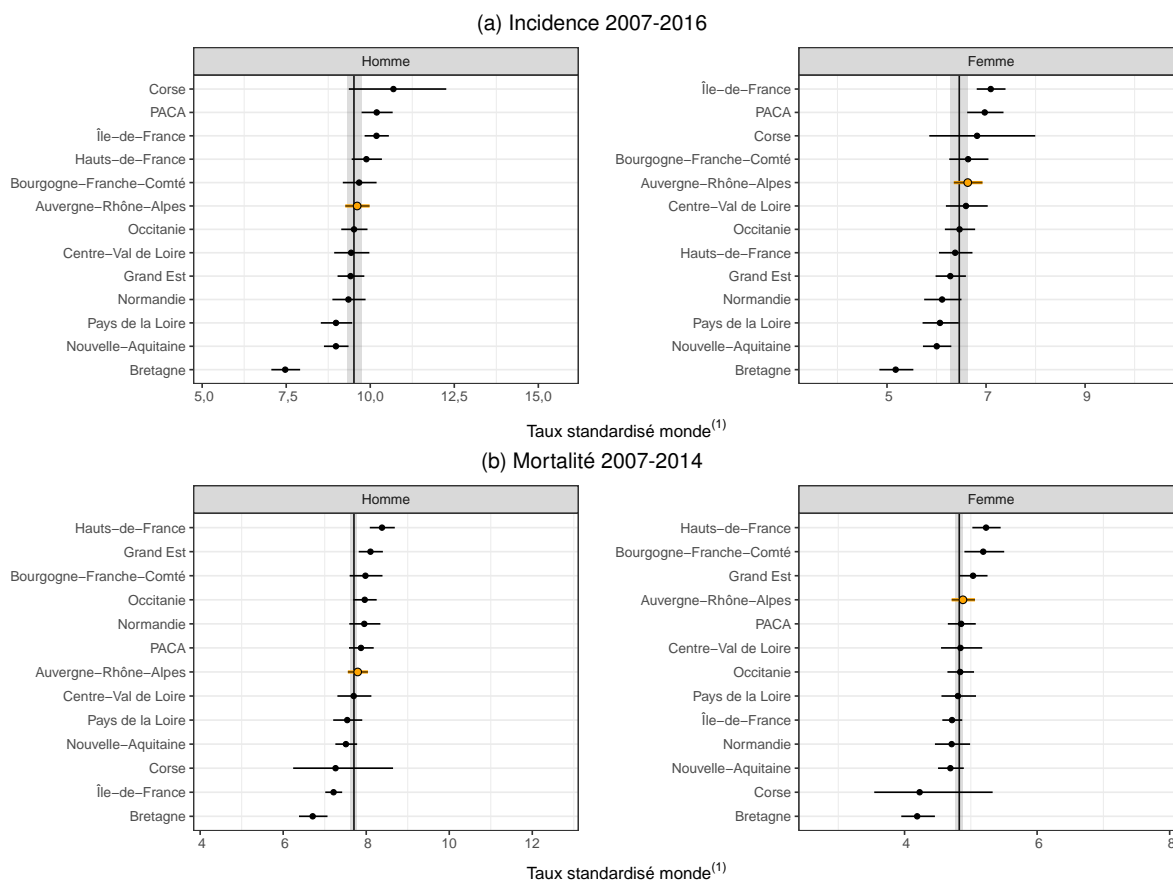 (a) Incidence 2007-2016
Homme
Corse
PACA
Île−de−France
Hauts−de−France
Bourgogne−Franche−Comté
Auvergne−Rhône−Alpes
Occitanie
Centre−Val de Loire
Grand Est
Normandie
Pays de la Loire
Nouvelle−Aquitaine
Bretagne
5,0 7,5 10,0 12,5 15,0
Femme
Île−de−France
PACA
Corse
Bourgogne−Franche−Comté
Auvergne−Rhône−Alpes
Centre−Val de Loire
Occitanie
Hauts−de−France
Grand Est
Normandie
Pays de la Loire
Nouvelle−Aquitaine
Bretagne
5 7 9
Taux standardisé monde(1)
(b) Mortalité 2007-2014
Homme
Hauts−de−France
Grand Est
Bourgogne−Franche−Comté
Occitanie
Normandie
PACA
Auvergne−Rhône−Alpes
Centre−Val de Loire
Pays de la Loire
Nouvelle−Aquitaine
Corse
Île−de−France
Bretagne
4 6 8 10 12
Femme
Hauts−de−France
Bourgogne−Franche−Comté
Grand Est
Auvergne−Rhône−Alpes
PACA
Centre−Val de Loire
Occitanie
Pays de la Loire
Île−de−France
Normandie
Nouvelle−Aquitaine
Corse
Bretagne
4 6 8
Taux standardisé monde(1)